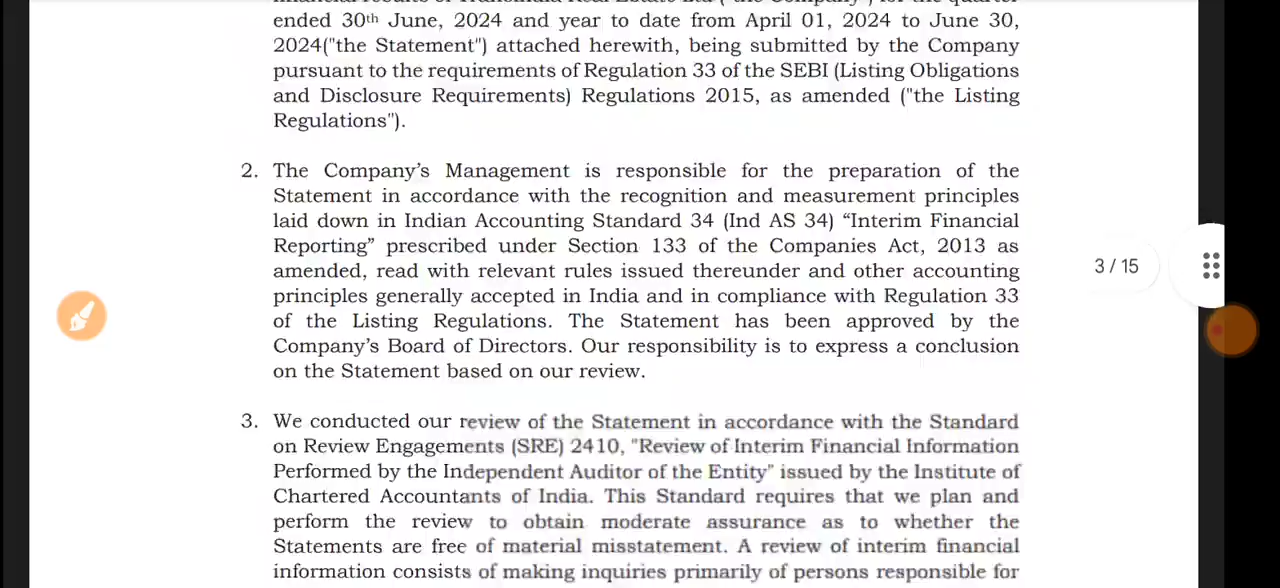 ended 30th June, 2024 and year to date from April 01, 2024 to June 30,
2024("the Statement") attached herewith, being submitted by the Company
pursuant to the requirements of Regulation 33 of the SEBI (Listing Obligations
and Disclosure Requirements) Regulations 2015, as amended ("the Listing
Regulations").
2. The Company's Management is responsible for the preparation of the
Statement in accordance with the recognition and measurement principles
laid down in Indian Accounting Standard 34 (Ind AS 34) “Interim Financial
Reporting” prescribed under Section 133 of the Companies Act, 2013 as
amended, read with relevant rules issued thereunder and other accounting
principles generally accepted in India and in compliance with Regulation 33
of the Listing Regulations. The Statement has been approved by the
Company's Board of Directors. Our responsibility is to express a conclusion
on the Statement based on our review.
3. We conducted our review of the Statement in accordance with the Standard
on Review Engagements (SRE) 2410, "Review of Interim Financial Information
Performed by the Independent Auditor of the Entity" issued by the Institute of
Chartered Accountants of India. This Standard requires that we plan and
perform the review to obtain moderate assurance as to whether the
Statements are free of material misstatement. A review of interim financial
information consists of making inquiries primarily of persons responsible for
3 / 15